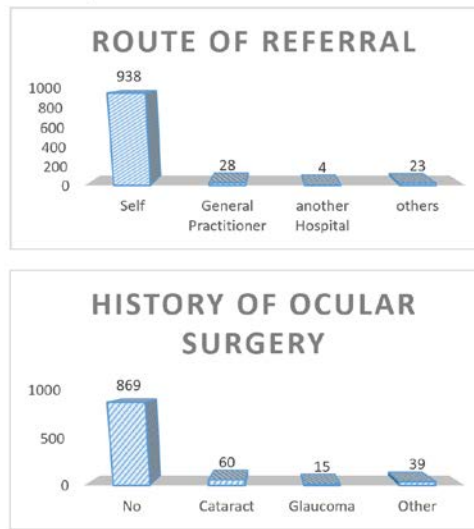 ROUTE OF REFERRAL
938
1000
800
600
400
200
0
28
4
23
Self
General
Practitioner
another
Hospital
others
HISTORY OF OCULAR
SURGERY
869
1000
500
0
60
15
39
No
Cataract
Glaucoma
Other